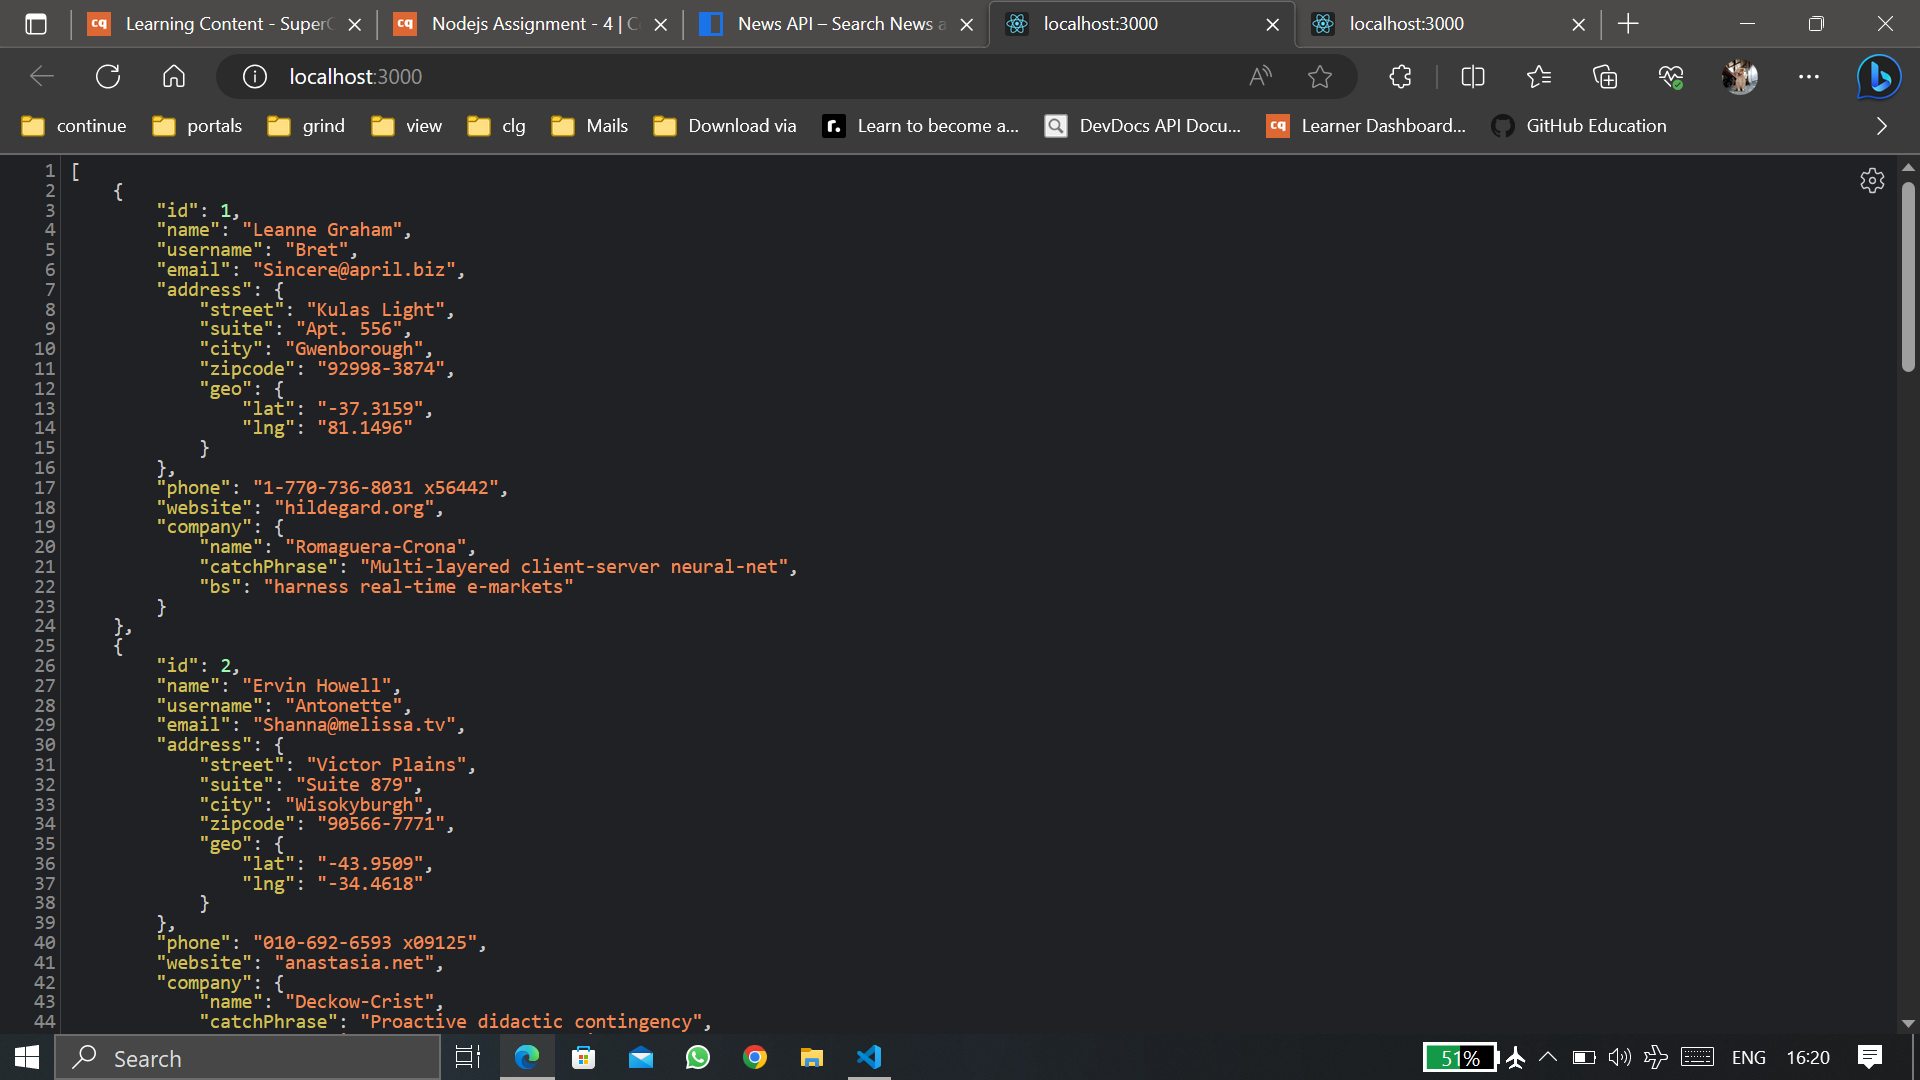 Learning Content - Super
Nodejs Assignment - 4 |
News API – Search News a
localhost:3000
localhost:3000
localhost:3000
continue
portals
grind
view
clg
Mails
Download via
Learn to become a...
DevDocs API Docu...
cq Learner Dashboard...
GitHub Education
1 [
2 {
3 "id": 1,
4 "name": "Leanne Graham",
5 "username": "Bret",
6 "email": "Sincere@april.biz",
7 "address": {
8 "street": "Kulas Light",
9 "suite": "Apt. 556",
10 "city": "Gwenborough",
11 "zipcode": "92998-3874",
12 "geo": {
13 "lat": "-37.3159",
14 "lng": "81.1496"
15 }
16 },
17 "phone": "1-770-736-8031 x56442",
18 "website": "hildegard.org",
19 "company": {
20 "name": "Romaguera-Crona",
21 "catchPhrase": "Multi-layered client-server neural-net",
22 "bs": "harness real-time e-markets"
23 }
24 },
25 {
26 "id": 2,
27 "name": "Ervin Howell",
28 "username": "Antonette",
29 "email": "Shanna@melissa.tv",
30 "address": {
31 "street": "Victor Plains",
32 "suite": "Suite 879",
33 "city": "Wisokyburgh",
34 "zipcode": "90566-7771",
35 "geo": {
36 "lat": "-43.9509",
37 "lng": "-34.4618"
38 }
39 },
40 "phone": "010-692-6593 x09125",
41 "website": "anastasia.net",
42 "company": {
43 "name": "Deckow-Crist",
44 "catchPhrase": "Proactive didactic contingency",
Search
51%
ENG
16:20